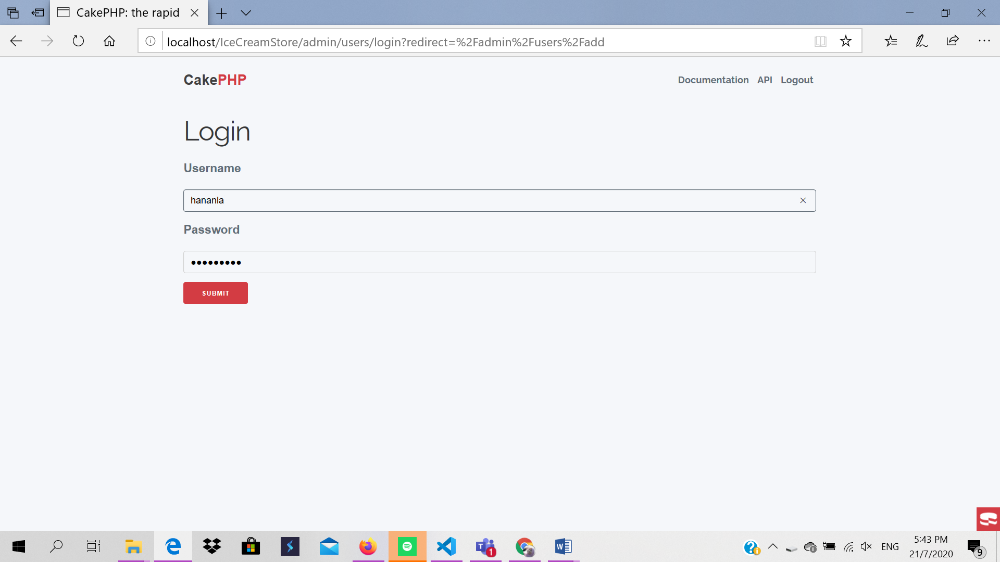 CakePHP: the rapid
localhost/IceCreamStore/admin/users/login?redirect=%2Fadmin%2Fusers%2Fadd
CakePHP
Documentation API Logout
Login
Username
hanania
Password
•••••••••
SUBMIT
1
ENG
5:43 PM
21/7/2020
9